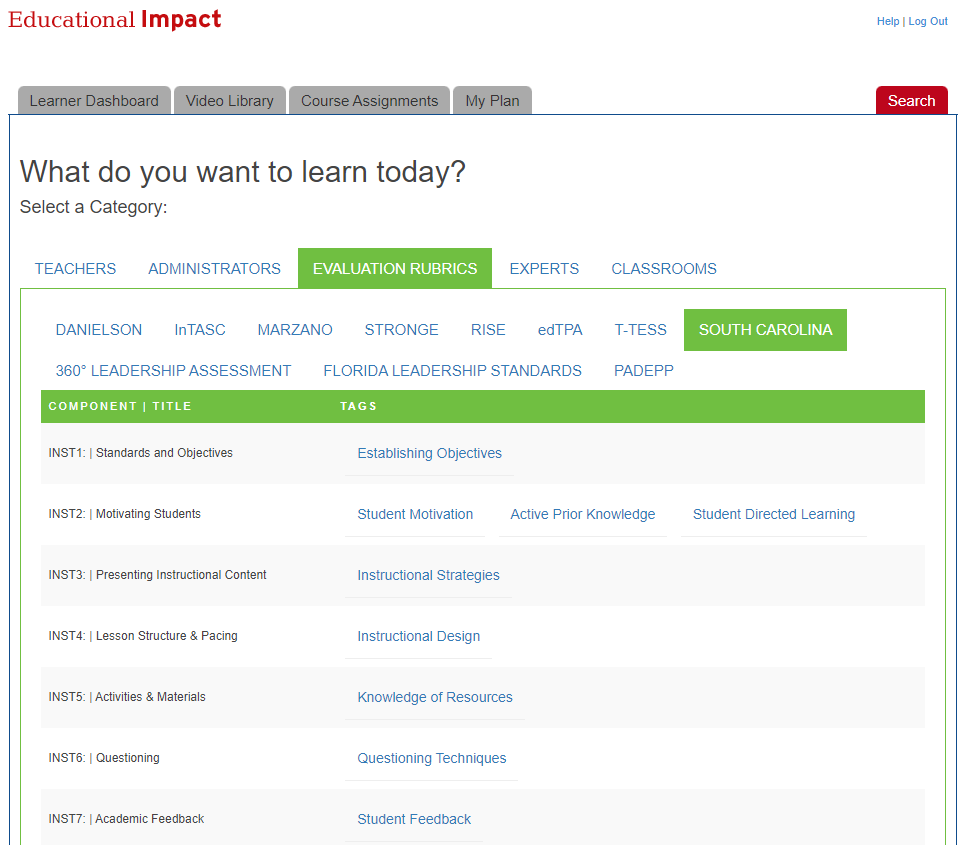 Educational Impact
Help | Log Out
Learner Dashboard Video Library Course Assignments My Plan Search
What do you want to learn today?
Select a Category:
TEACHERS ADMINISTRATORS EVALUATION RUBRICS EXPERTS CLASSROOMS
DANIELSON InTASC MARZANO STRONGE RISE edTPA T-TESS SOUTH CAROLINA
360° LEADERSHIP ASSESSMENT FLORIDA LEADERSHIP STANDARDS PADEPP
COMPONENT | TITLE TAGS
INST1: | Standards and Objectives Establishing Objectives
INST2: | Motivating Students Student Motivation Active Prior Knowledge Student Directed Learning
INST3: | Presenting Instructional Content Instructional Strategies
INST4: | Lesson Structure & Pacing Instructional Design
INST5: | Activities & Materials Knowledge of Resources
INST6: | Questioning Questioning Techniques
INST7: | Academic Feedback Student Feedback